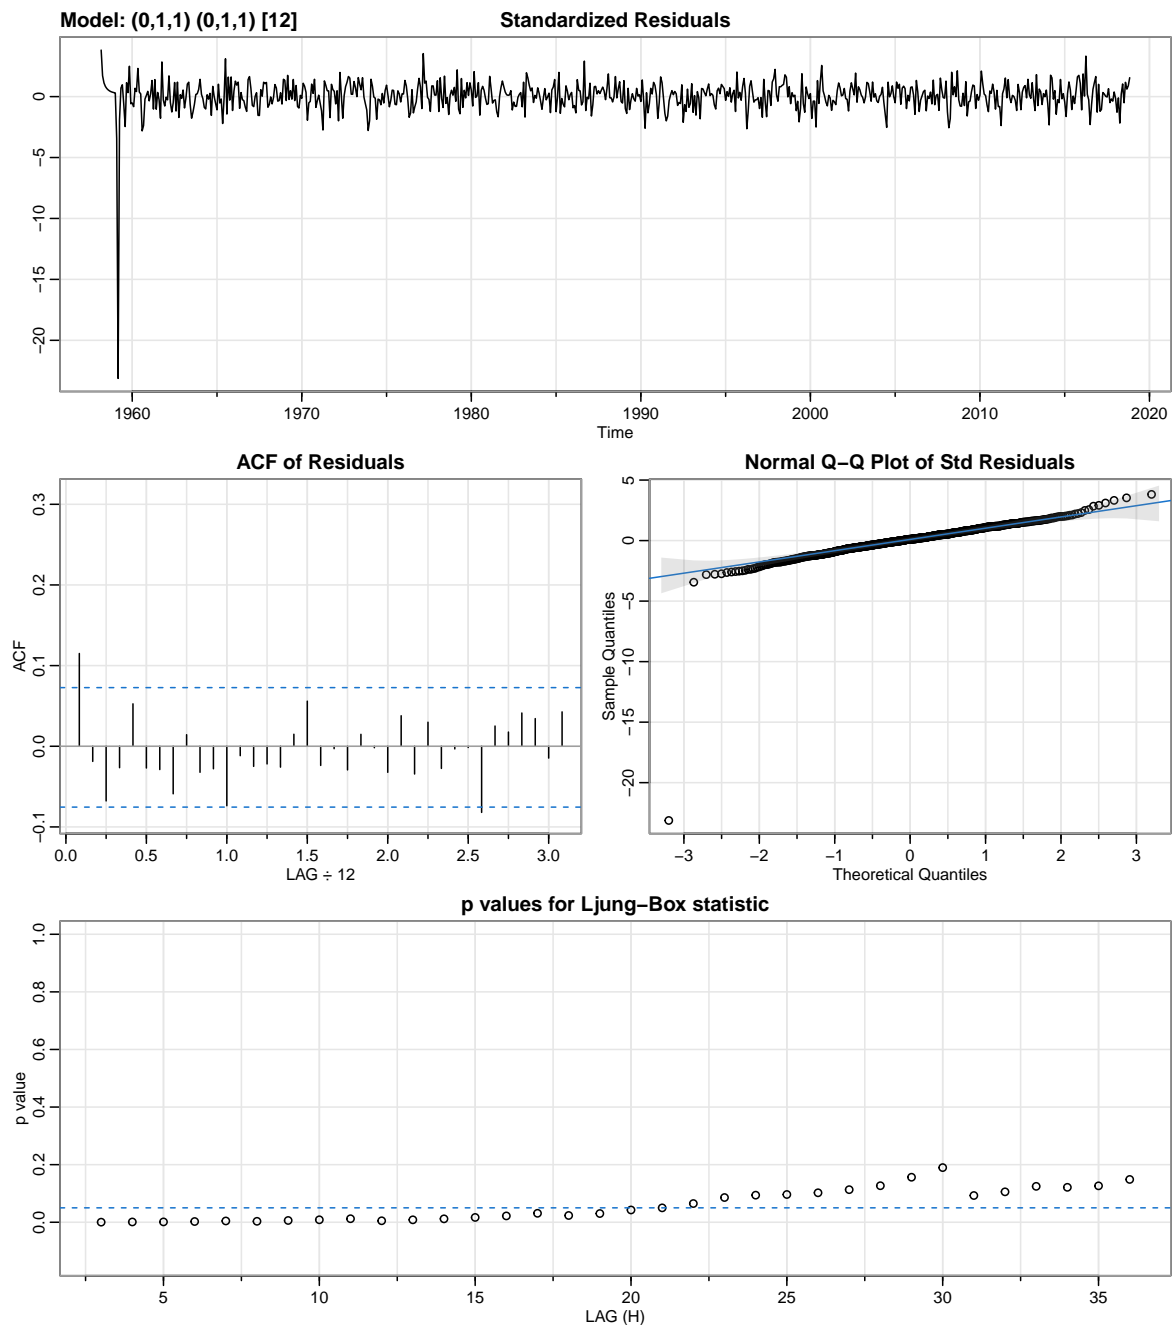 Model: (0,1,1) (0,1,1) [12] Standardized Residuals
0
−5
−10
−15
−20
1960 1970 1980 1990 2000 2010 2020
Time
ACF of Residuals
0.3
0.2
0.1
0.0
−0.1
ACF
0.0 0.5 1.0 1.5 2.0 2.5 3.0
LAG ÷ 12
Normal Q−Q Plot of Std Residuals
5
0
−5
−10
−15
−20
Sample Quantiles
−3 −2 −1 0 1 2 3
Theoretical Quantiles
p values for Ljung−Box statistic
1.0
0.8
0.6
0.4
0.2
0.0
p value
5 10 15 20 25 30 35
LAG (H)